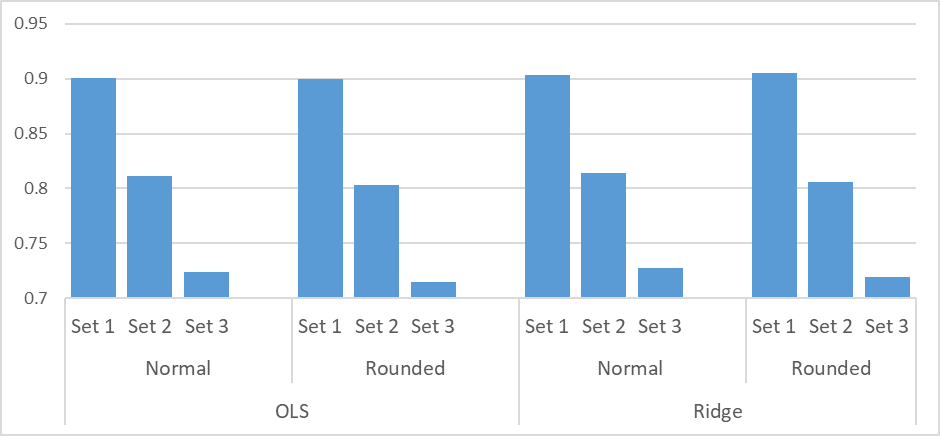 0.95
0.9
0.85
0.8
0.75
0.7
Set 1 Set 2 Set 3 Set 1 Set 2 Set 3 Set 1 Set 2 Set 3 Set 1 Set 2 Set 3
Normal Rounded Normal Rounded
OLS Ridge